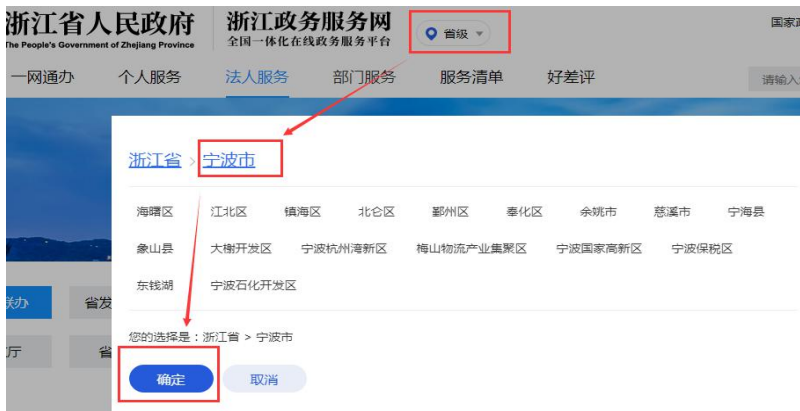 浙江省人民政府 浙江政务服务网 省级 国家政
The People's Government of Zhejiang Province 全国一体化在线政务服务平台
一网通办 个人服务 法人服务 部门服务 服务清单 好差评 请输入
浙江省 > 宁波市
海曙区 江北区 镇海区 北仑区 鄞州区 奉化区 余姚市 慈溪市 宁海县
象山县 大榭开发区 宁波杭州湾新区 梅山物流产业集聚区 宁波国家高新区 宁波保税区
东钱湖 宁波石化开发区
联办 省发
您的选择是：浙江省 > 宁波市
厅 省
确定 取消